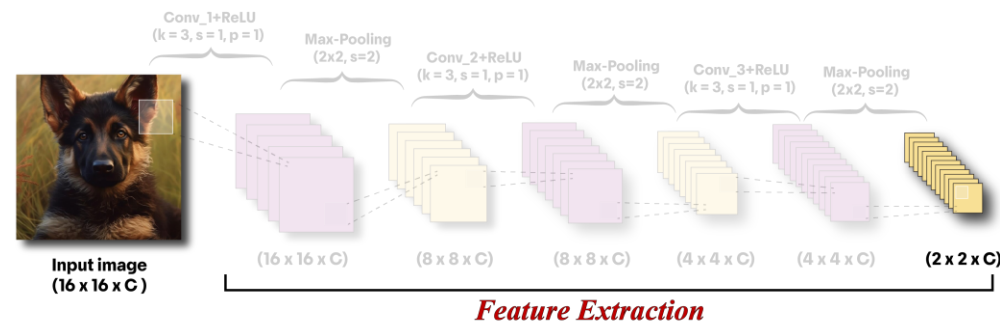 Conv_1+ReLU
(k = 3, s = 1, p = 1)
Max-Pooling
(2x2, s=2)
Conv_2+ReLU
(k = 3, s = 1, p = 1)
Max-Pooling
(2x2, s=2)
Conv_3+ReLU
(k = 3, s = 1, p = 1)
Max-Pooling
(2x2, s=2)
Input image
(16 x 16 x C )
(16 x 16 x C)
(8 x 8 x C)
(8 x 8 x C)
(4 x 4 x C)
(4 x 4 x C)
(2 x 2 x C)
Feature Extraction